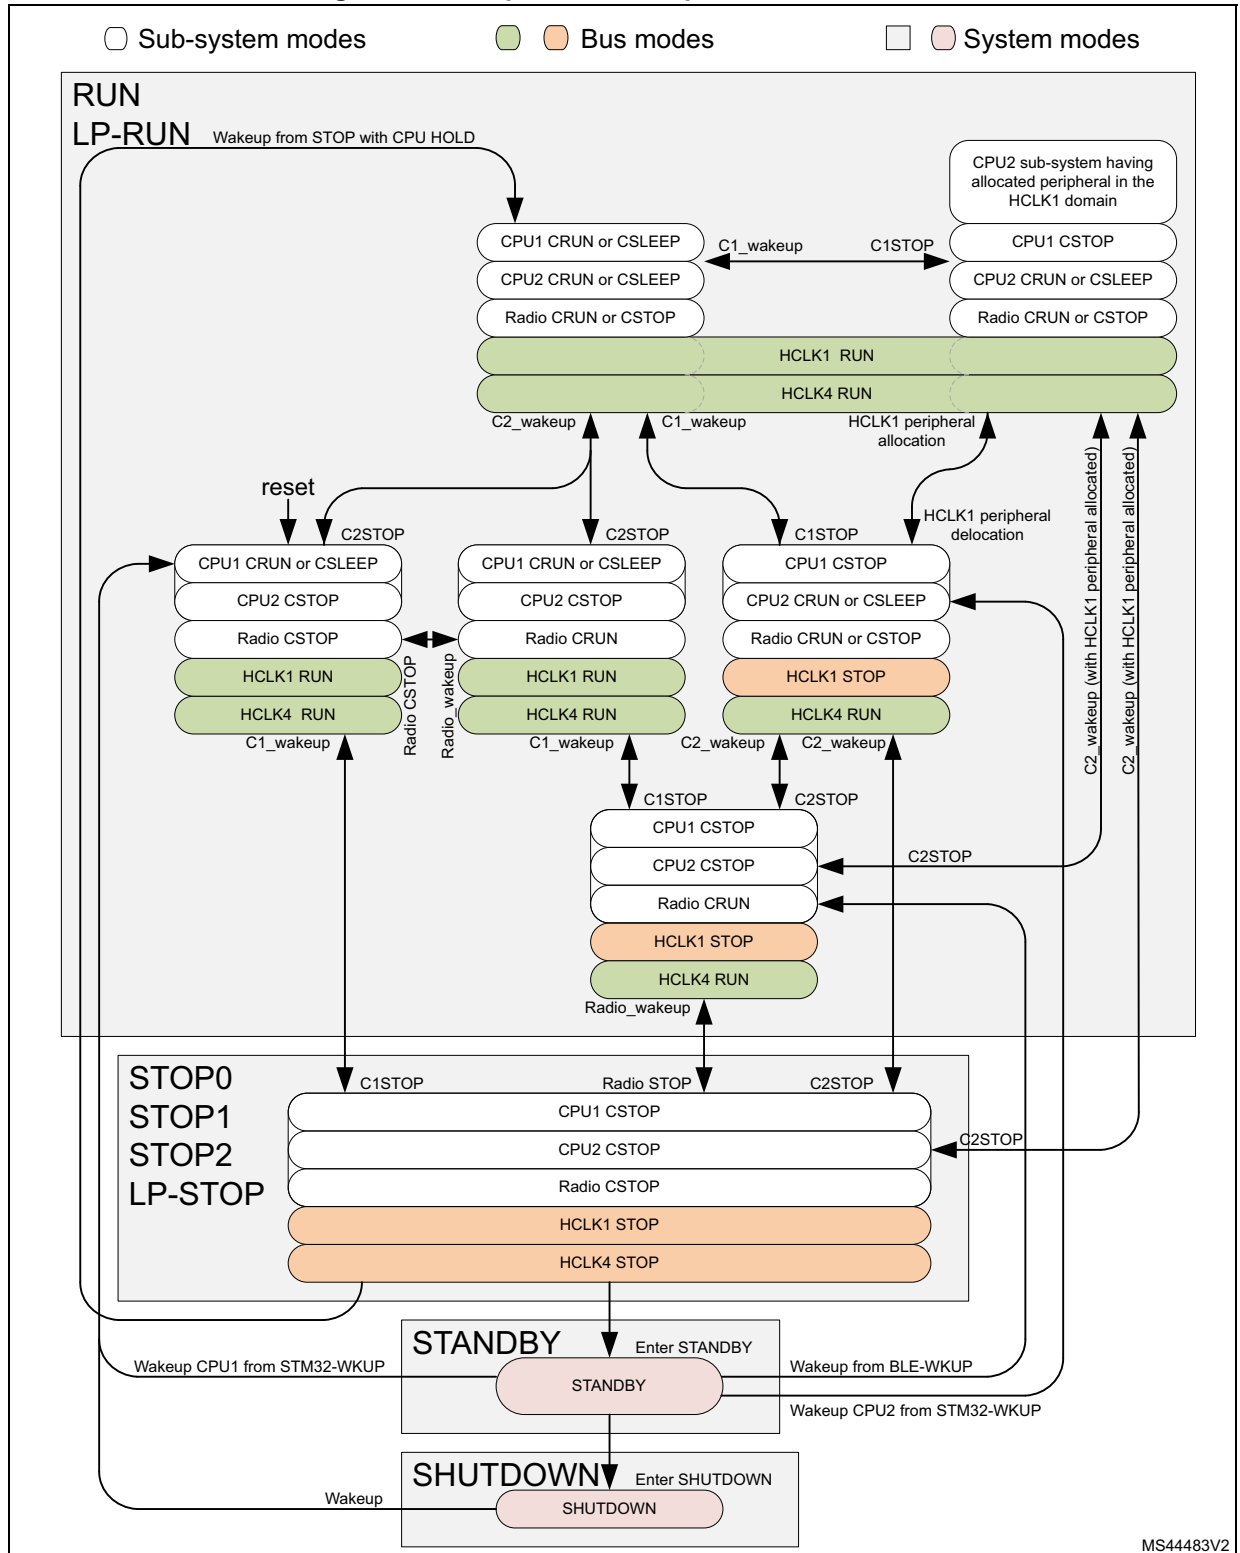 Sub-system modes
Bus modes
System modes
RUN
LP-RUN
Wakeup from STOP with CPU HOLD
CPU2 sub-system having
allocated peripheral in the
HCLK1 domain
CPU1 CRUN or CSLEEP
C1_wakeup
C1STOP
CPU1 CSTOP
CPU2 CRUN or CSLEEP
CPU2 CRUN or CSLEEP
Radio CRUN or CSTOP
Radio CRUN or CSTOP
HCLK1 RUN
HCLK4 RUN
C2_wakeup
C1_wakeup
HCLK1 peripheral
allocation
reset
C2STOP
C2STOP
C1STOP
HCLK1 peripheral
delocation
C2_wakeup (with HCLK1 peripheral allocated)
C2_wakeup (with HCLK1 peripheral allocated)
CPU1 CRUN or CSLEEP
CPU2 CSTOP
Radio CSTOP
HCLK1 RUN
HCLK4 RUN
C1_wakeup
Radio CSTOP
Radio_wakeup
CPU1 CRUN or CSLEEP
CPU2 CSTOP
Radio CRUN
HCLK1 RUN
HCLK4 RUN
C1_wakeup
CPU1 CSTOP
CPU2 CRUN or CSLEEP
Radio CRUN or CSTOP
HCLK1 STOP
HCLK4 RUN
C2_wakeup
C2_wakeup
C1STOP
C2STOP
CPU1 CSTOP
CPU2 CSTOP
C2STOP
Radio CRUN
HCLK1 STOP
HCLK4 RUN
Radio_wakeup
STOP0
STOP1
STOP2
LP-STOP
C1STOP
Radio STOP
C2STOP
CPU1 CSTOP
CPU2 CSTOP
C2STOP
Radio CSTOP
HCLK1 STOP
HCLK4 STOP
STANDBY
Enter STANDBY
Wakeup CPU1 from STM32-WKUP
STANDBY
Wakeup from BLE-WKUP
Wakeup CPU2 from STM32-WKUP
SHUTDOWN
Enter SHUTDOWN
Wakeup
SHUTDOWN
MS44483V2